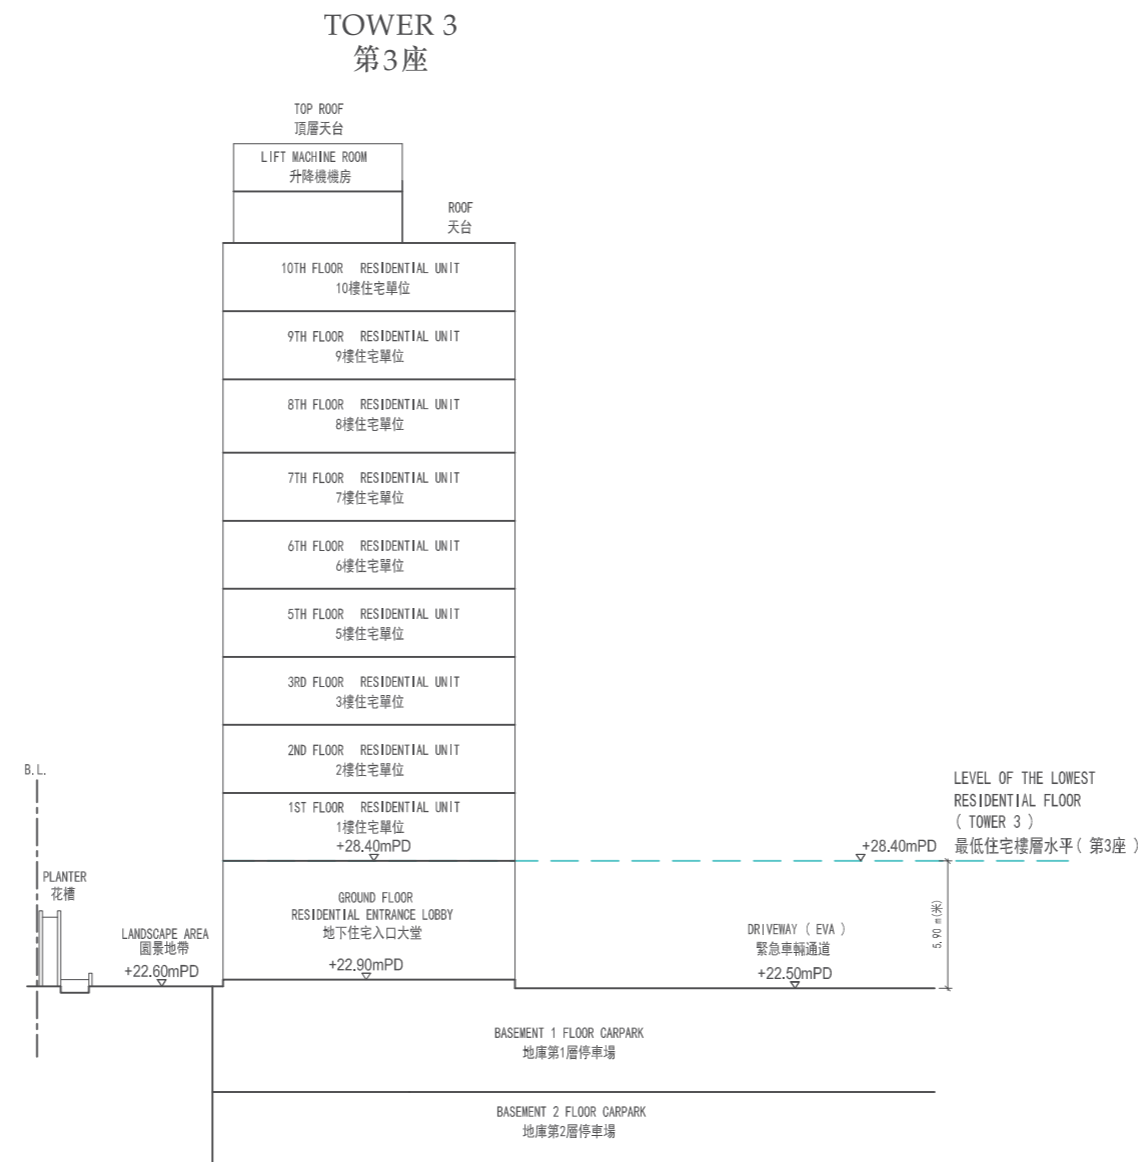 TOWER 3
第3座
TOP ROOF
頂層天台
LIFT MACHINE ROOM
升降機機房
ROOF
天台
10TH FLOOR RESIDENTIAL UNIT
10樓住宅單位
9TH FLOOR RESIDENTIAL UNIT
9樓住宅單位
8TH FLOOR RESIDENTIAL UNIT
8樓住宅單位
7TH FLOOR RESIDENTIAL UNIT
7樓住宅單位
6TH FLOOR RESIDENTIAL UNIT
6樓住宅單位
5TH FLOOR RESIDENTIAL UNIT
5樓住宅單位
3RD FLOOR RESIDENTIAL UNIT
3樓住宅單位
2ND FLOOR RESIDENTIAL UNIT
2樓住宅單位
B.L.
1ST FLOOR RESIDENTIAL UNIT
1樓住宅單位
+28.40mPD
+28.40mPD
LEVEL OF THE LOWEST
RESIDENTIAL FLOOR
( TOWER 3 )
最低住宅樓層水平( 第3座 )
PLANTER
花槽
GROUND FLOOR
RESIDENTIAL ENTRANCE LOBBY
地下住宅入口大堂
+22.90mPD
LANDSCAPE AREA
園景地帶
+22.60mPD
DRIVEWAY ( EVA )
緊急車輛通道
+22.50mPD
5.90 m(米)
BASEMENT 1 FLOOR CARPARK
地庫第1層停車場
BASEMENT 2 FLOOR CARPARK
地庫第2層停車場